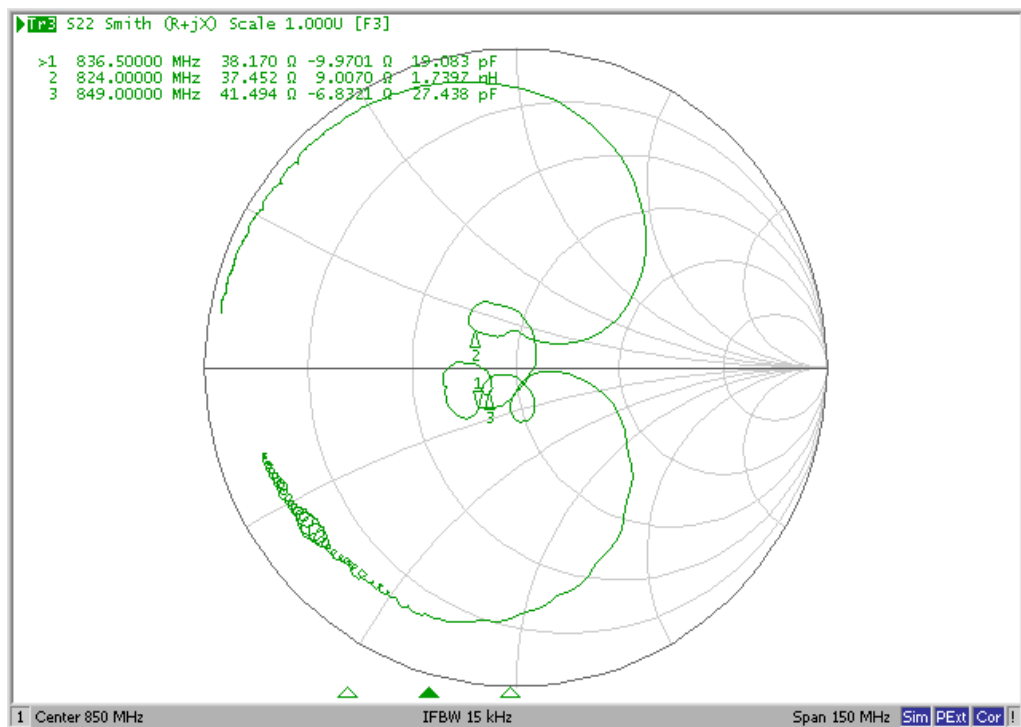 Tr3 S22 Smith (R+jX) Scale 1.000U [F3]
>1 836.50000 MHz 38.170 Ω -9.9701 Ω 19.083 pF
2 824.00000 MHz 37.452 Ω 9.0070 Ω 1.7397 nH
3 849.00000 MHz 41.494 Ω -6.8321 Ω 27.438 pF
2
1
3
1 Center 850 MHz IFBW 15 kHz Span 150 MHz Sim PExt Cor !